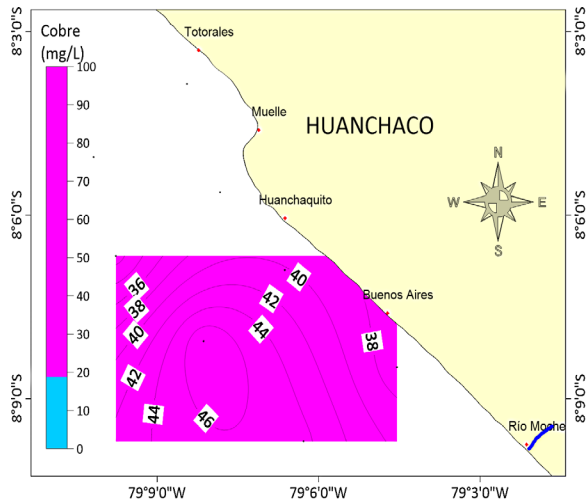 Cobre
(mg/L)
100
90
80
70
60
50
40
30
20
10
0
Totorales
Muelle
HUANCHACO
Huanchaquito
Buenos Aires
Río Moche
N
W
E
S
36
38
40
42
44
46
40
42
44
38
8°3'0"S
8°6'0"S
8°9'0"S
8°3'0"S
8°6'0"S
8°9'0"S
79°9'0"W
79°6'0"W
79°3'0"W